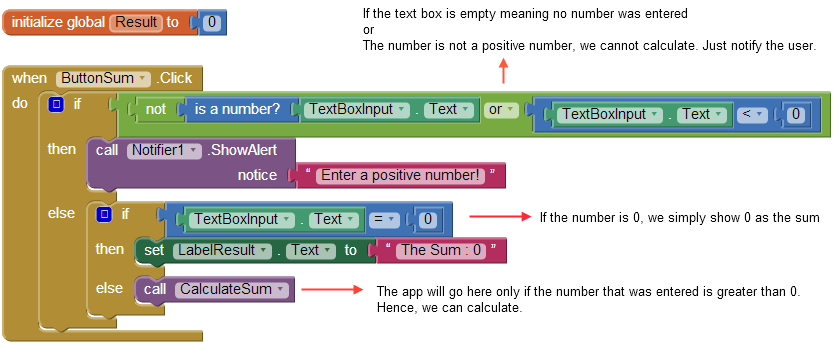 If the text box is empty meaning no number was entered
or
The number is not a positive number, we cannot calculate. Just notify the user.
initialize global Result to 0
when ButtonSum .Click
do if not is a number? TextBoxInput . Text or TextBoxInput . Text < 0
then call Notifier1 .ShowAlert
notice " Enter a positive number! "
else if TextBoxInput . Text = 0
If the number is 0, we simply show 0 as the sum
then set LabelResult . Text to " The Sum : 0 "
else call CalculateSum
The app will go here only if the number that was entered is greater than 0.
Hence, we can calculate.